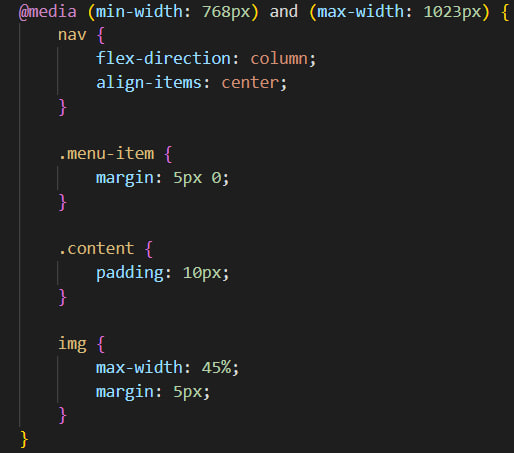 @media (min-width: 768px) and (max-width: 1023px) {
    nav {
        flex-direction: column;
        align-items: center;
    }

    .menu-item {
        margin: 5px 0;
    }

    .content {
        padding: 10px;
    }

    img {
        max-width: 45%;
        margin: 5px;
    }
}